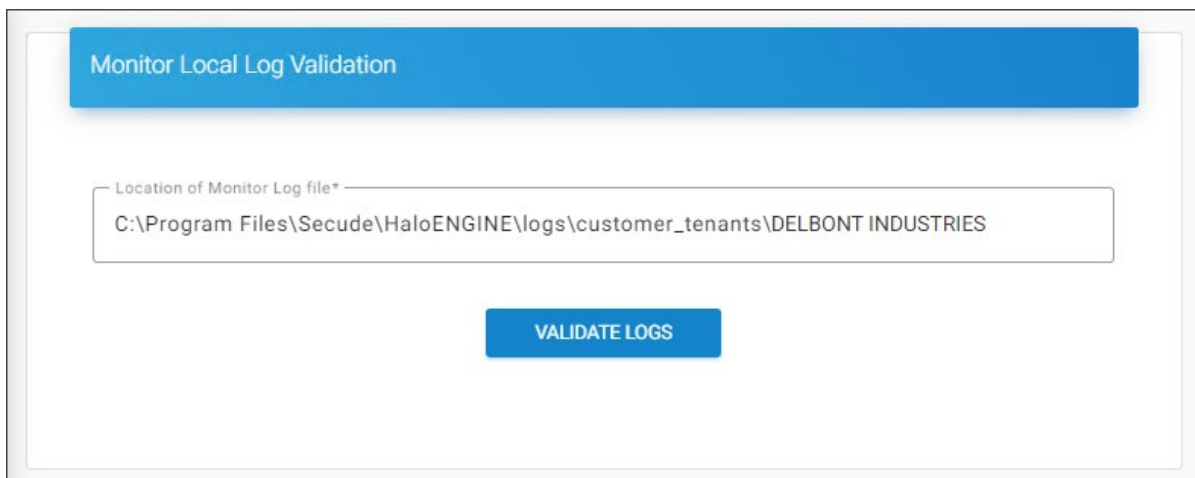 Monitor Local Log Validation
Location of Monitor Log file*
C:\Program Files\Secude\HaloENGINE\logs\customer_tenants\DELBONT INDUSTRIES
VALIDATE LOGS